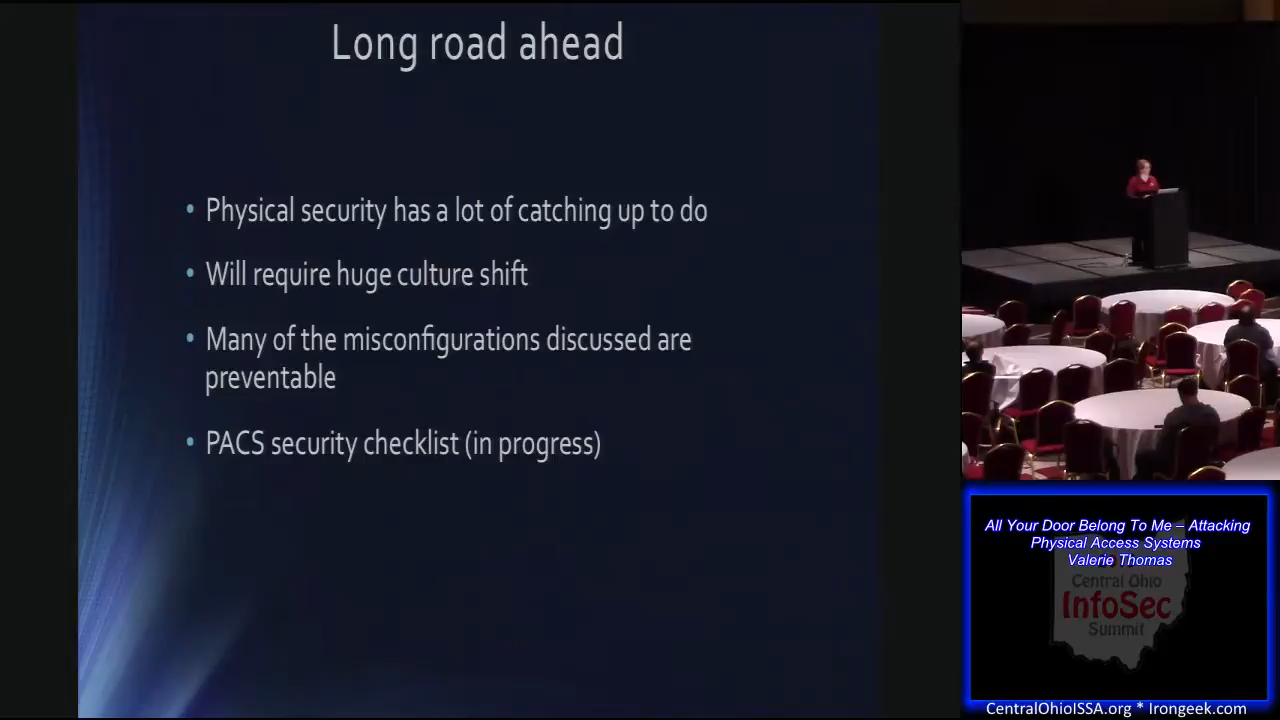 Long road ahead
• Physical security has a lot of catching up to do
• Will require huge culture shift
• Many of the misconfigurations discussed are
preventable
• PACS security checklist (in progress)
All Your Door Belong To Me – Attacking
Physical Access Systems
Valerie Thomas
Central Ohio
InfoSec
Summit
CentralOhioISSA.org * Irongeek.com